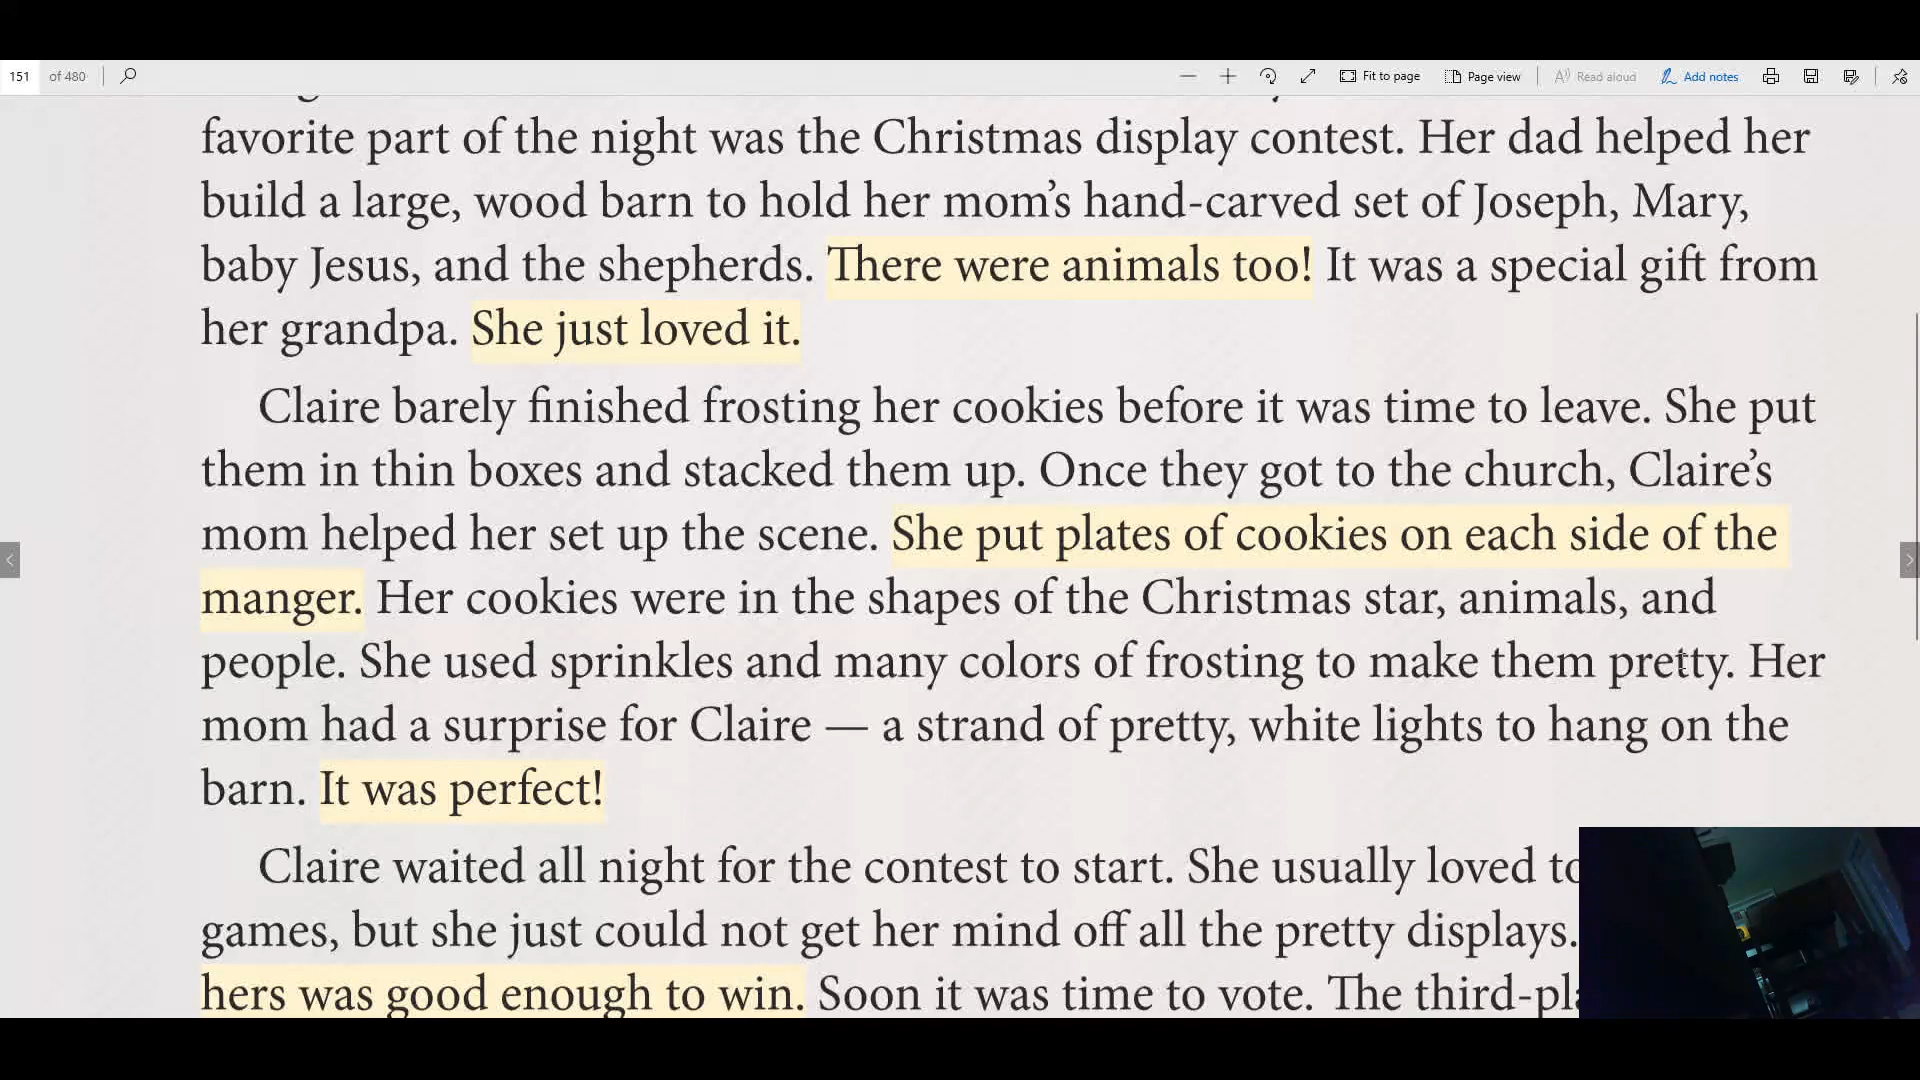 151 of 480 Fit to page Page view Read aloud Add notes
favorite part of the night was the Christmas display contest. Her dad helped her
build a large, wood barn to hold her mom’s hand-carved set of Joseph, Mary,
baby Jesus, and the shepherds. There were animals too! It was a special gift from
her grandpa. She just loved it.
Claire barely finished frosting her cookies before it was time to leave. She put
them in thin boxes and stacked them up. Once they got to the church, Claire’s
mom helped her set up the scene. She put plates of cookies on each side of the
manger. Her cookies were in the shapes of the Christmas star, animals, and
people. She used sprinkles and many colors of frosting to make them pretty. Her
mom had a surprise for Claire — a strand of pretty, white lights to hang on the
barn. It was perfect!
Claire waited all night for the contest to start. She usually loved to
games, but she just could not get her mind off all the pretty displays.
hers was good enough to win. Soon it was time to vote. The